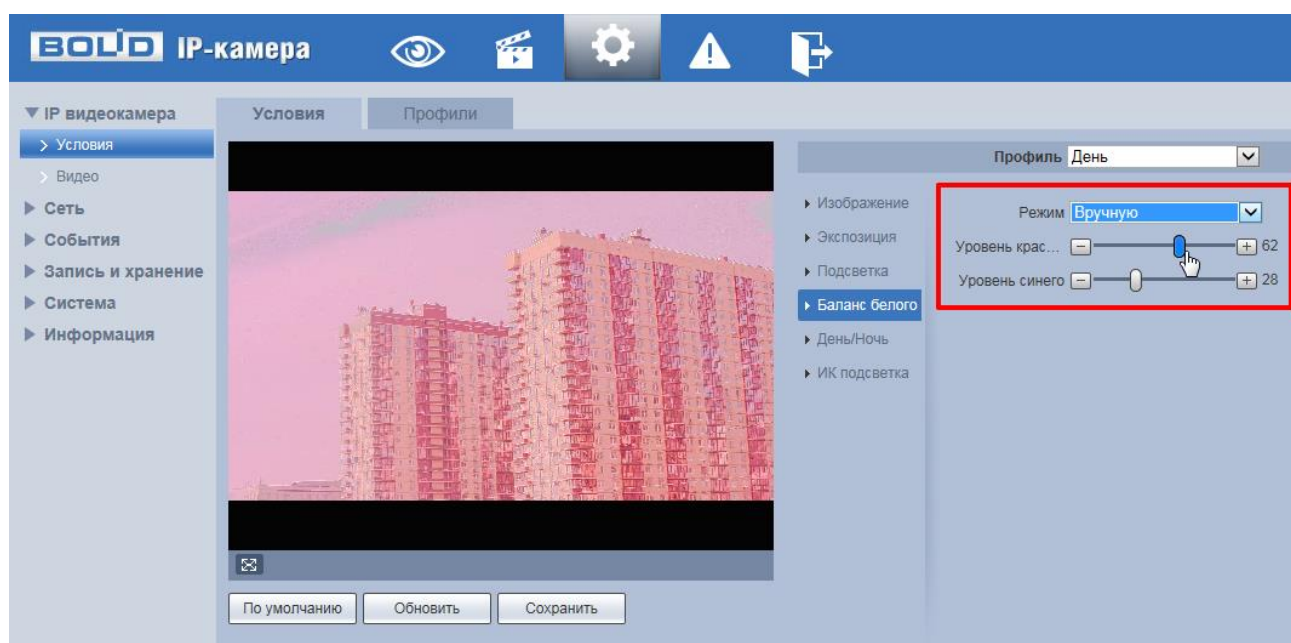 BOLID IP-камера
IP видеокамера
Условия
Видео
Сеть
События
Запись и хранение
Система
Информация
Условия
Профили
По умолчанию
Обновить
Сохранить
Профиль День
Изображение
Экспозиция
Подсветка
Баланс белого
День/Ночь
ИК подсветка
Режим Вручную
Уровень крас... - + 62
Уровень синего - + 28